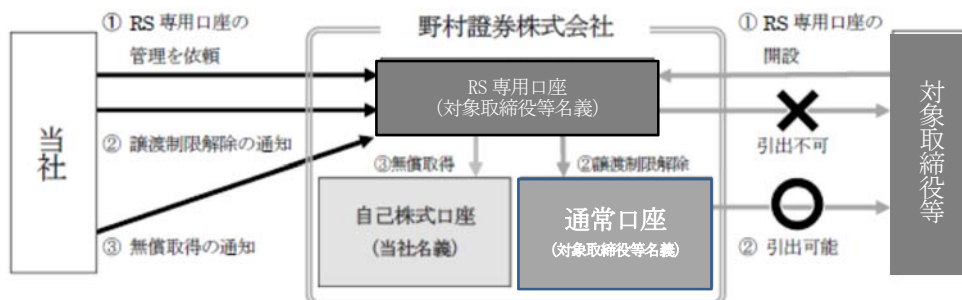 ① RS 専用口座の
管理を依頼
野村證券株式会社
① RS 専用口座の
開設
RS 専用口座
(対象取締役等名義)
当社
対象取締役等
引出不可
② 譲渡制限解除の通知
③無償取得
②譲渡制限解除
自己株式口座
(当社名義)
通常口座
(対象取締役等名義)
③ 無償取得の通知
② 引出可能